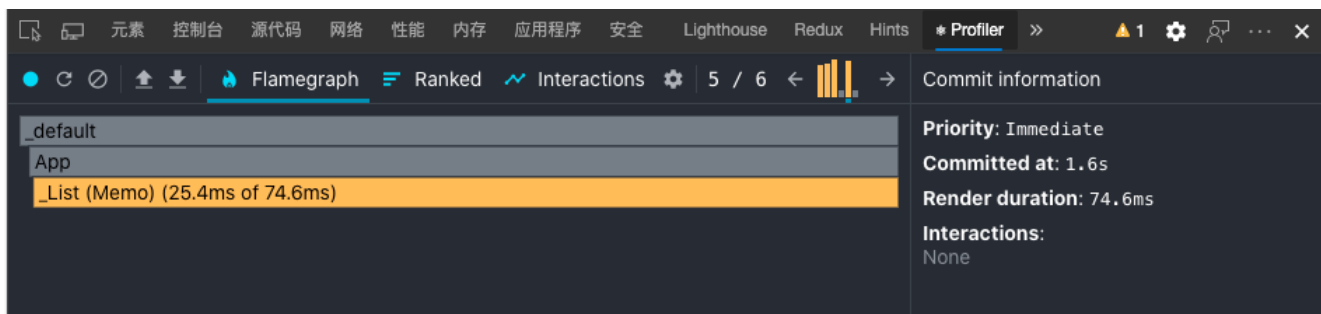 元素 控制台 源代码 网络 性能 内存 应用程序 安全 Lighthouse Redux Hints Profiler » 1 ··· ×
Flamegraph Ranked Interactions 5 / 6 ← → Commit information
_default
App
_List (Memo) (25.4ms of 74.6ms)
Priority: Immediate
Committed at: 1.6s
Render duration: 74.6ms
Interactions:
None